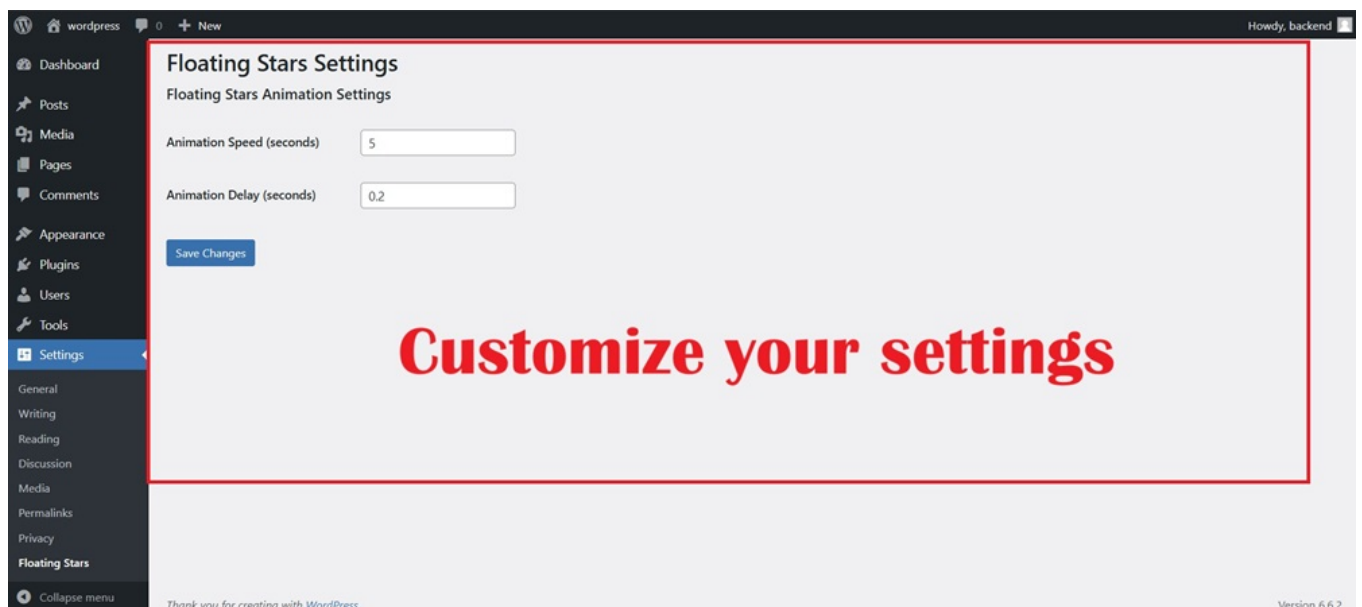 wordpress 0 + New Howdy, backend
Dashboard
Posts
Media
Pages
Comments
Appearance
Plugins
Users
Tools
Settings
General
Writing
Reading
Discussion
Media
Permalinks
Privacy
Floating Stars
Collapse menu
Floating Stars Settings
Floating Stars Animation Settings
Animation Speed (seconds) 5
Animation Delay (seconds) 0.2
Save Changes
Customize your settings
Thank you for creating with WordPress Version 6.6.2